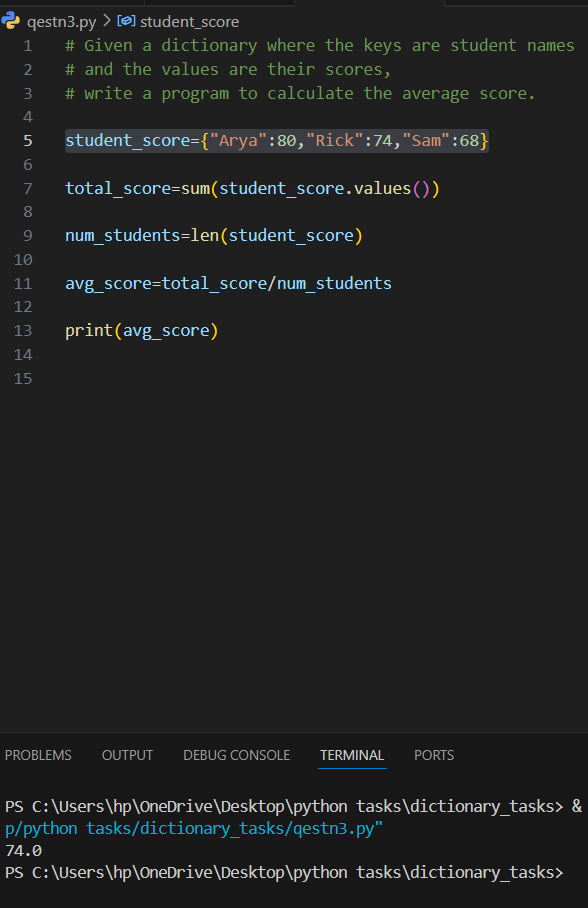 qestn3.py > student_score
1 # Given a dictionary where the keys are student names
2 # and the values are their scores,
3 # write a program to calculate the average score.
4
5 student_score={"Arya":80,"Rick":74,"Sam":68}
6
7 total_score=sum(student_score.values())
8
9 num_students=len(student_score)
10
11 avg_score=total_score/num_students
12
13 print(avg_score)
14
15
PROBLEMS OUTPUT DEBUG CONSOLE TERMINAL PORTS
PS C:\Users\hp\OneDrive\Desktop\python tasks\dictionary_tasks> &
p/python tasks/dictionary_tasks/qestn3.py"
74.0
PS C:\Users\hp\OneDrive\Desktop\python tasks\dictionary_tasks>